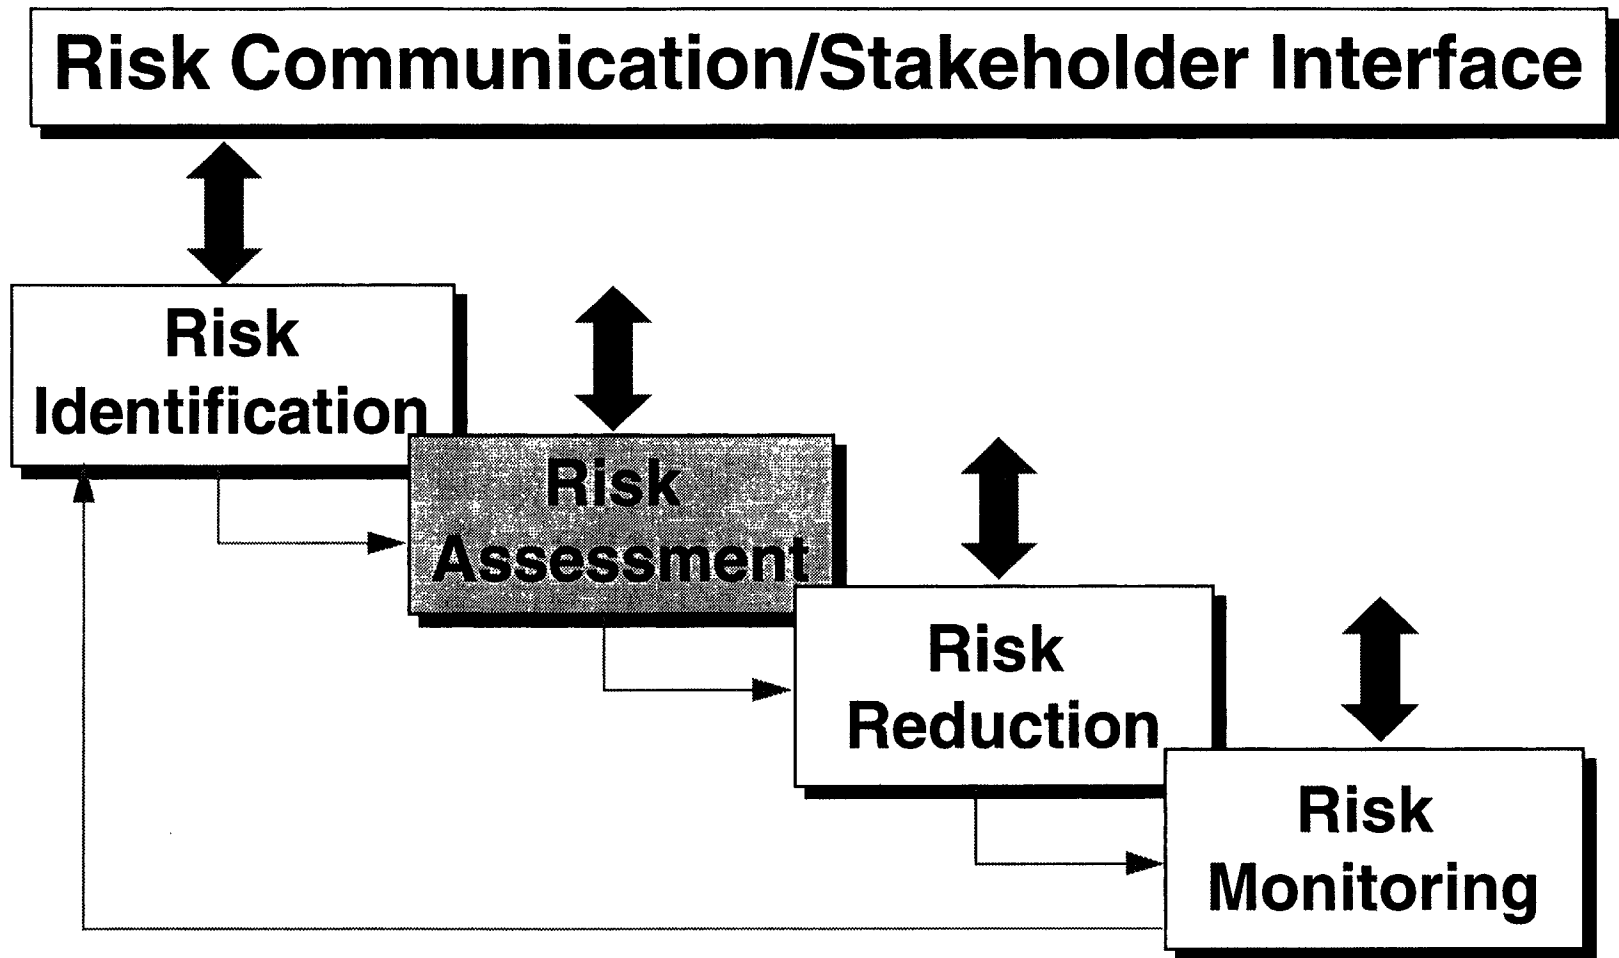 Risk Communication/Stakeholder Interface
Risk
Identification
Risk
Assessment
Risk
Reduction
Risk
Monitoring